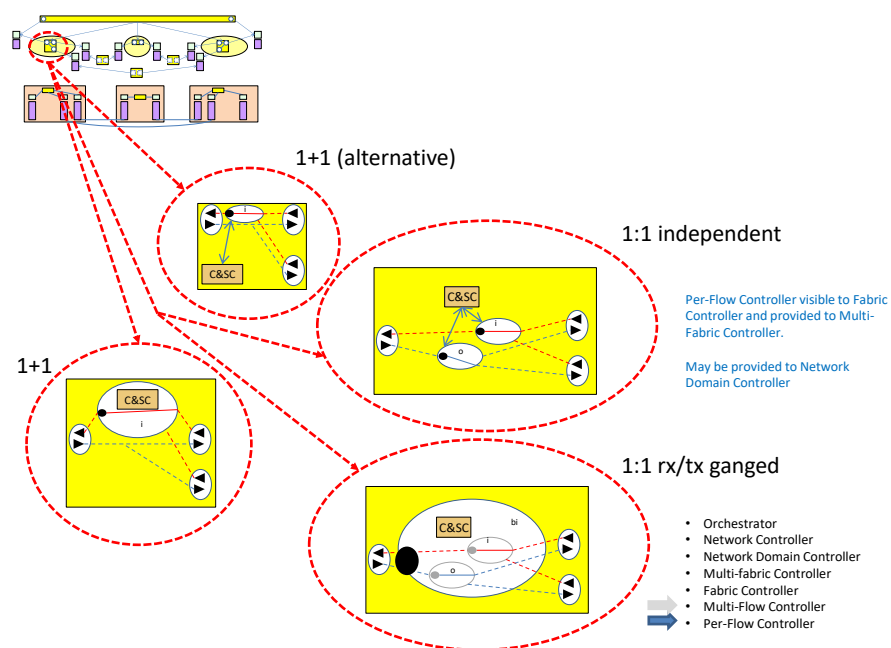 1+1 (alternative)
i
C&SC
1:1 independent
C&SC
i
o
Per-Flow Controller visible to Fabric
Controller and provided to Multi-
Fabric Controller.
May be provided to Network
Domain Controller
1+1
C&SC
i
1:1 rx/tx ganged
C&SC
bi
i
o
• Orchestrator
• Network Controller
• Network Domain Controller
• Multi-fabric Controller
• Fabric Controller
• Multi-Flow Controller
• Per-Flow Controller